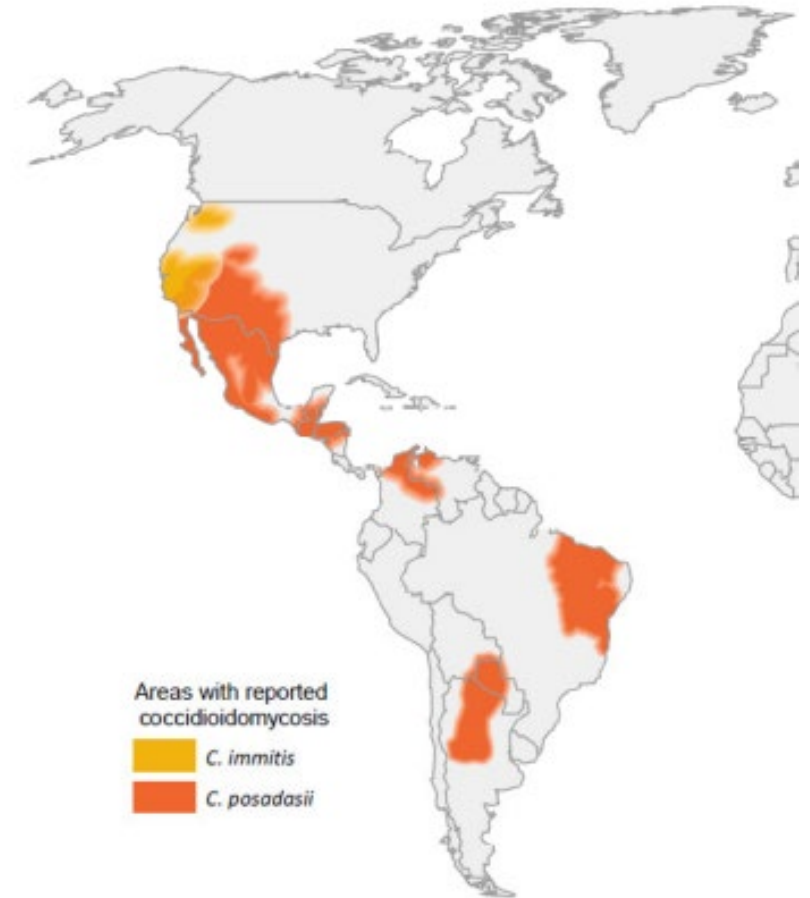 Areas with reported
coccidioidomycosis
C. immitis
C. posadasii